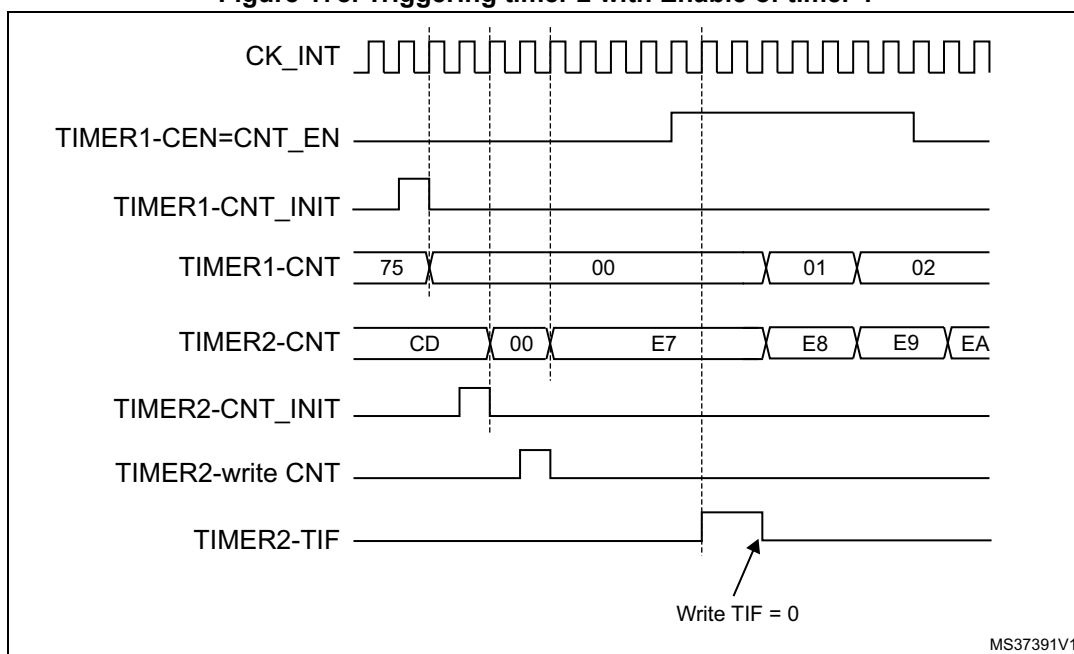 Figure Triggering timer 2 with Enable of timer 1
CK_INT
TIMER1-CEN=CNT_EN
TIMER1-CNT_INIT
TIMER1-CNT 75 00 01 02
TIMER2-CNT CD 00 E7 E8 E9 EA
TIMER2-CNT_INIT
TIMER2-write CNT
TIMER2-TIF
Write TIF = 0
MS37391V1